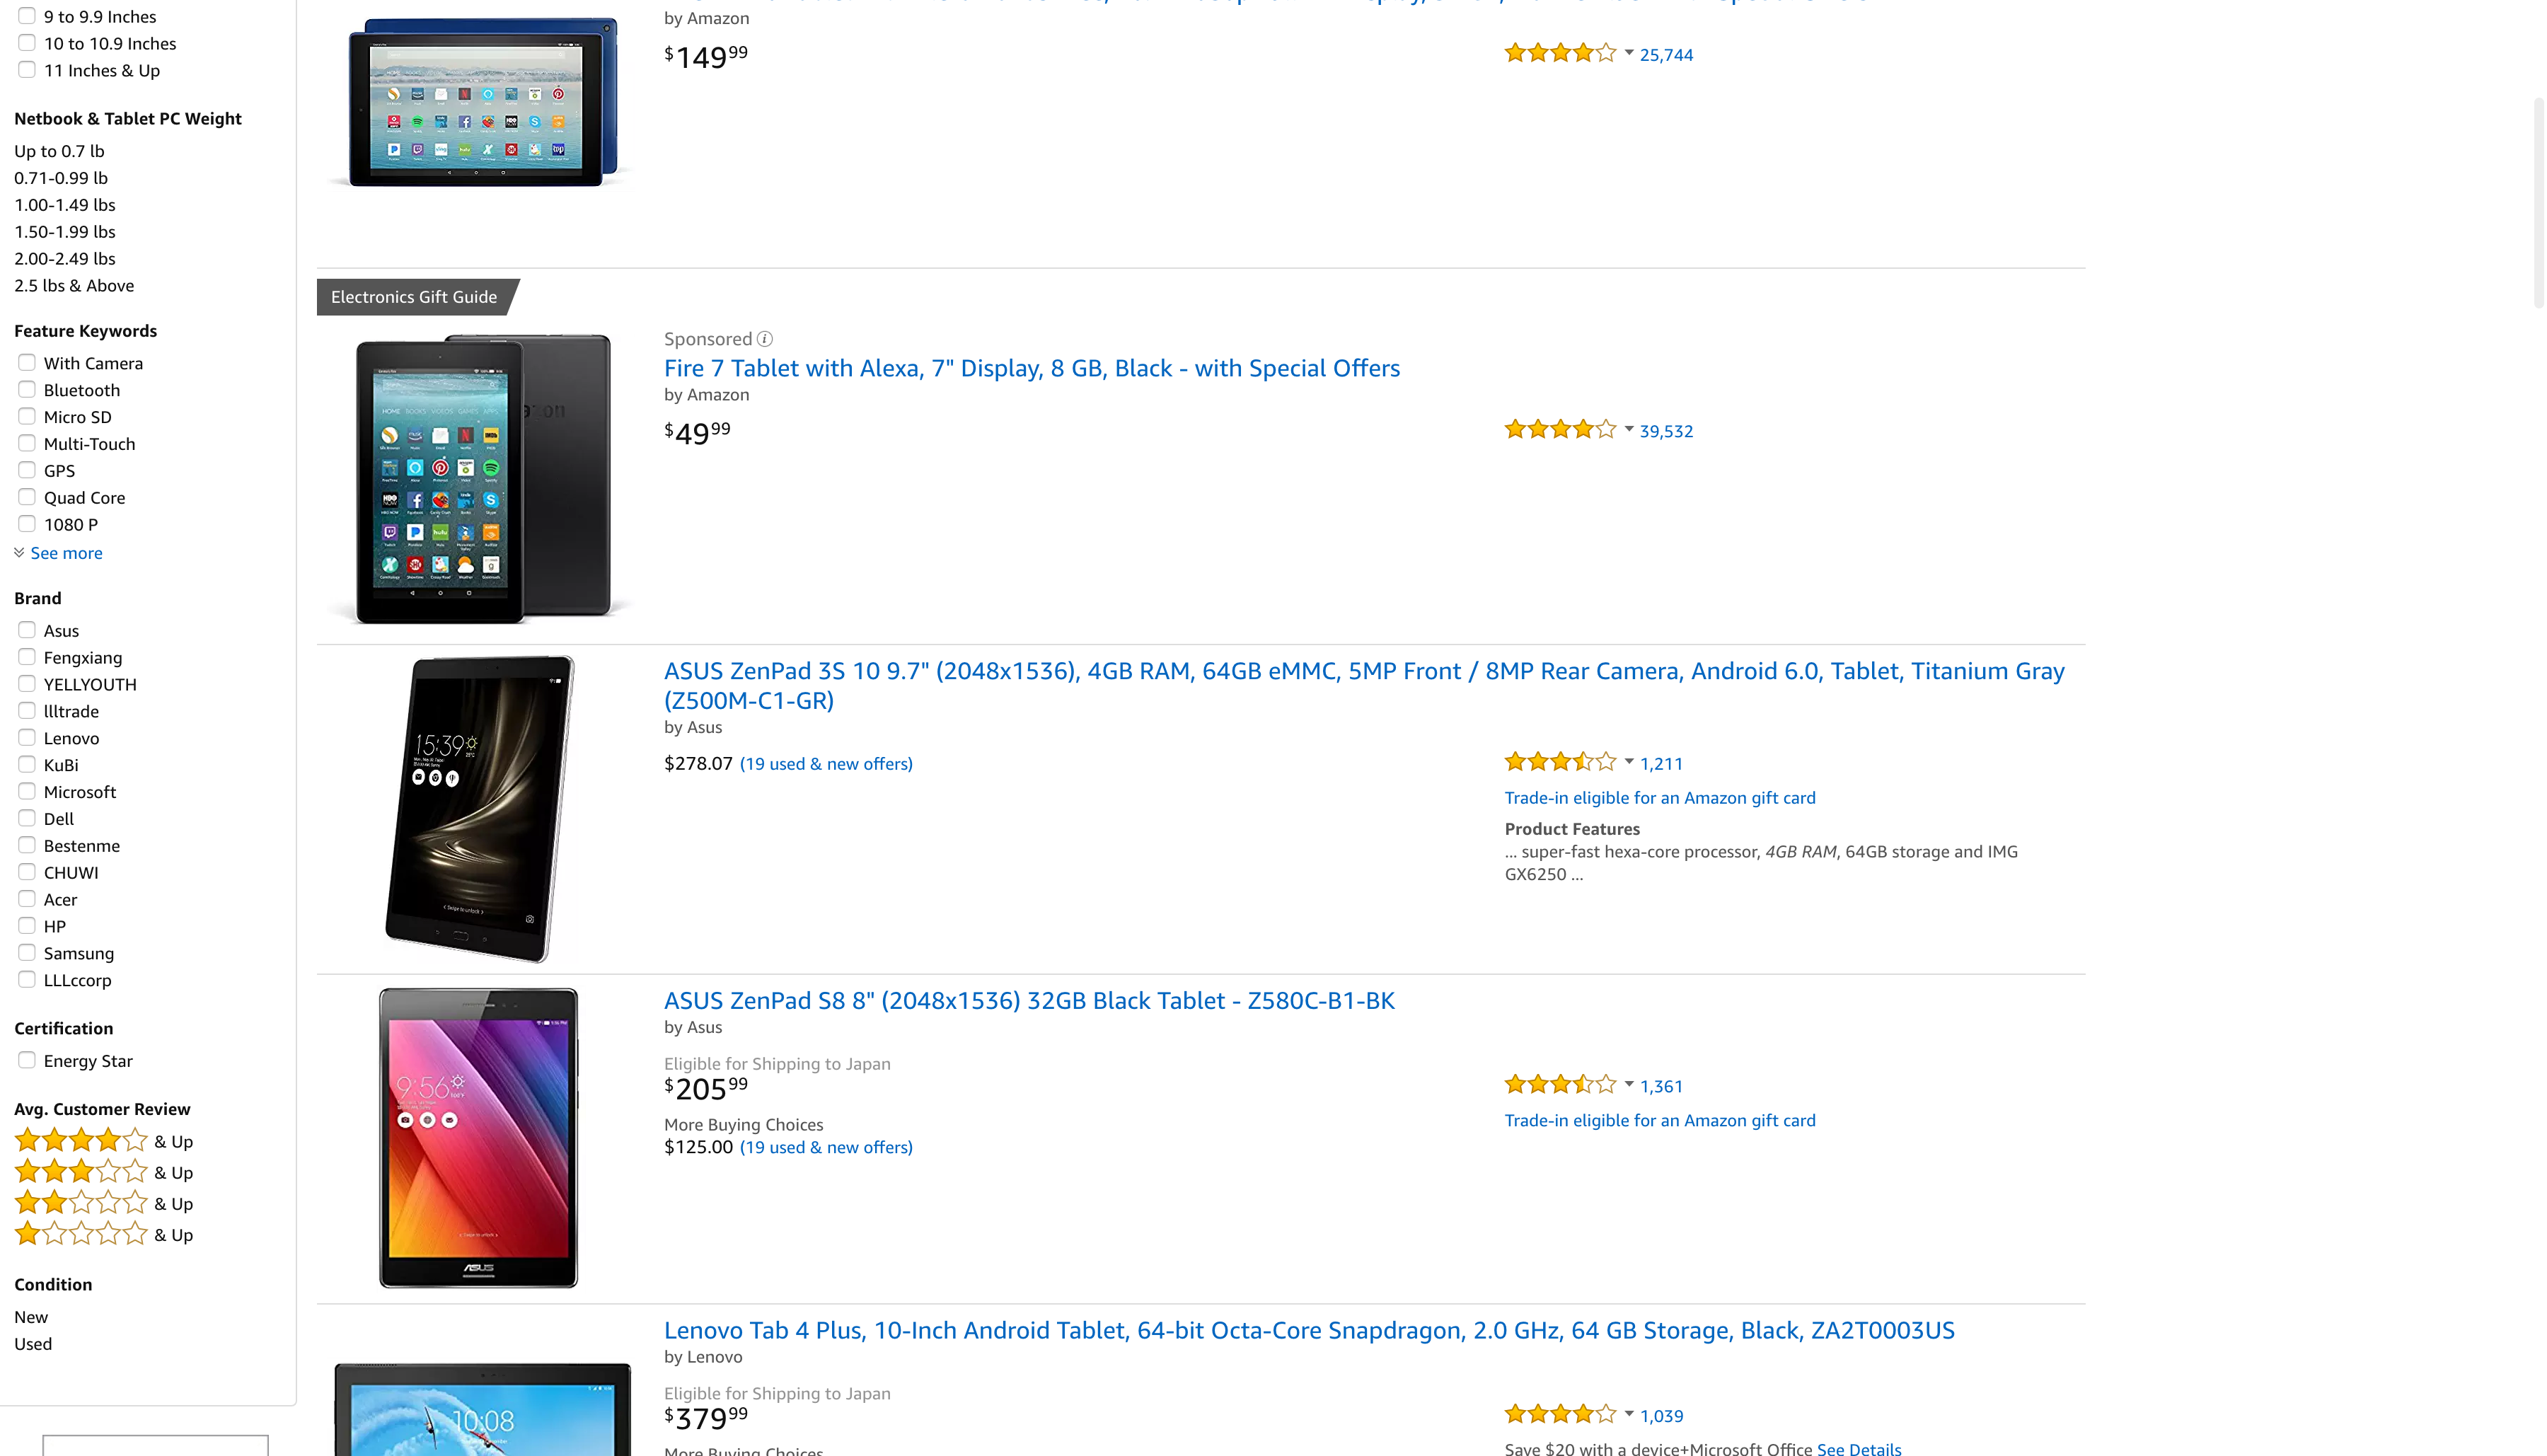 9 to 9.9 Inches
10 to 10.9 Inches
11 Inches & Up
Netbook & Tablet PC Weight
Up to 0.7 lb
0.71-0.99 lb
1.00-1.49 lbs
1.50-1.99 lbs
2.00-2.49 lbs
2.5 lbs & Above
Feature Keywords
With Camera
Bluetooth
Micro SD
Multi-Touch
GPS
Quad Core
1080 P
See more
Brand
Asus
Fengxiang
YELLYOUTH
llltrade
Lenovo
KuBi
Microsoft
Dell
Bestenme
CHUWI
Acer
HP
Samsung
LLLccorp
Certification
Energy Star
Avg. Customer Review
& Up
& Up
& Up
& Up
Condition
New
Used
by Amazon
$149 99
25,744
Electronics Gift Guide
Sponsored
Fire 7 Tablet with Alexa, 7" Display, 8 GB, Black - with Special Offers
by Amazon
$49 99
39,532
HOME BOOKS VIDEOS GAMES APPS
ASUS ZenPad 3S 10 9.7" (2048x1536), 4GB RAM, 64GB eMMC, 5MP Front / 8MP Rear Camera, Android 6.0, Tablet, Titanium Gray
(Z500M-C1-GR)
by Asus
$278.07 (19 used & new offers)
1,211
Trade-in eligible for an Amazon gift card
Product Features
... super-fast hexa-core processor, 4GB RAM, 64GB storage and IMG
GX6250 ...
15:39
ASUS ZenPad S8 8" (2048x1536) 32GB Black Tablet - Z580C-B1-BK
by Asus
Eligible for Shipping to Japan
$205 99
More Buying Choices
$125.00 (19 used & new offers)
1,361
Trade-in eligible for an Amazon gift card
9:56
ASUS
Lenovo Tab 4 Plus, 10-Inch Android Tablet, 64-bit Octa-Core Snapdragon, 2.0 GHz, 64 GB Storage, Black, ZA2T0003US
by Lenovo
Eligible for Shipping to Japan
$379 99
More Buying Choices
1,039
Save $20 with a device+Microsoft Office See Details
10:08